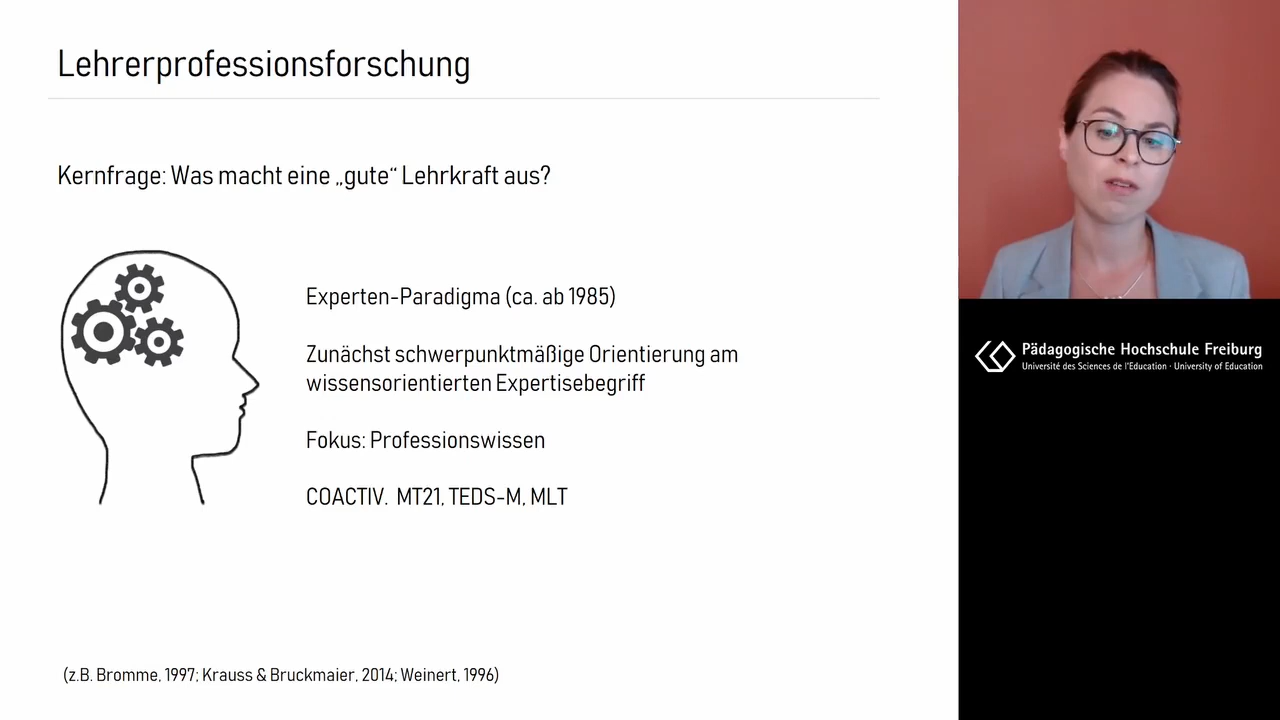 Lehrerprofessionsforschung
Kernfrage: Was macht eine „gute“ Lehrkraft aus?
Experten-Paradigma (ca. ab 1985)
Zunächst schwerpunktmäßige Orientierung am
wissensorientierten Expertisebegriff
Fokus: Professionswissen
COACTIV. MT21, TEDS-M, MLT
(z.B. Bromme, 1997; Krauss & Bruckmaier, 2014; Weinert, 1996)
Pädagogische Hochschule Freiburg
Université des Sciences de l'Education · University of Education